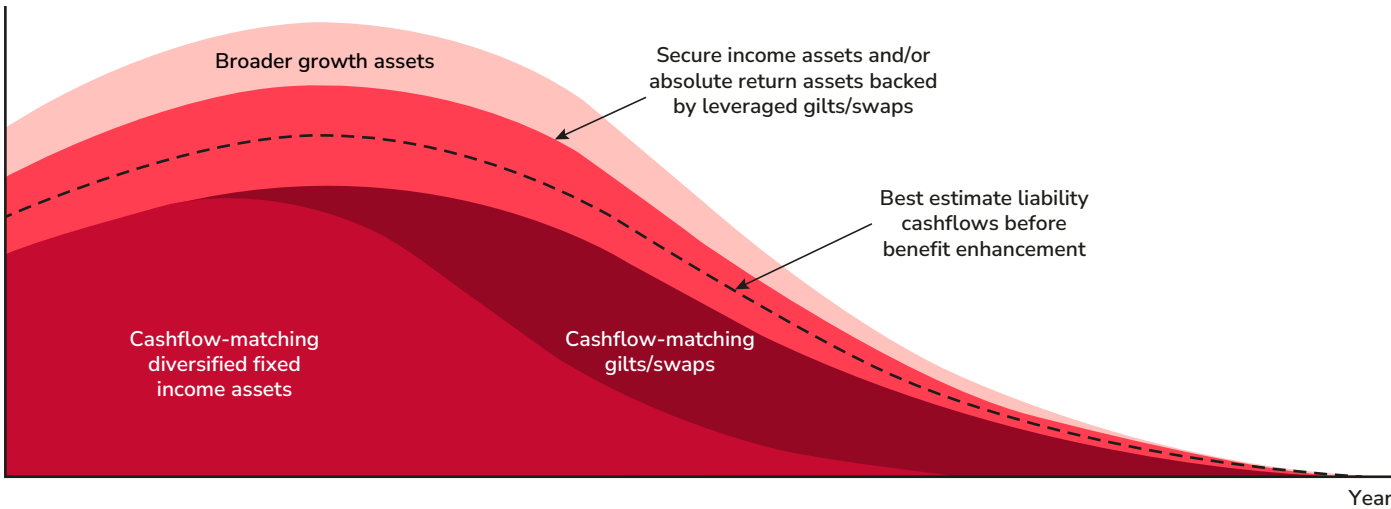 Broader growth assets
Secure income assets and/or
absolute return assets backed
by leveraged gilts/swaps
Best estimate liability
cashflows before
benefit enhancement
Cashflow-matching
diversified fixed
income assets
Cashflow-matching
gilts/swaps
Year